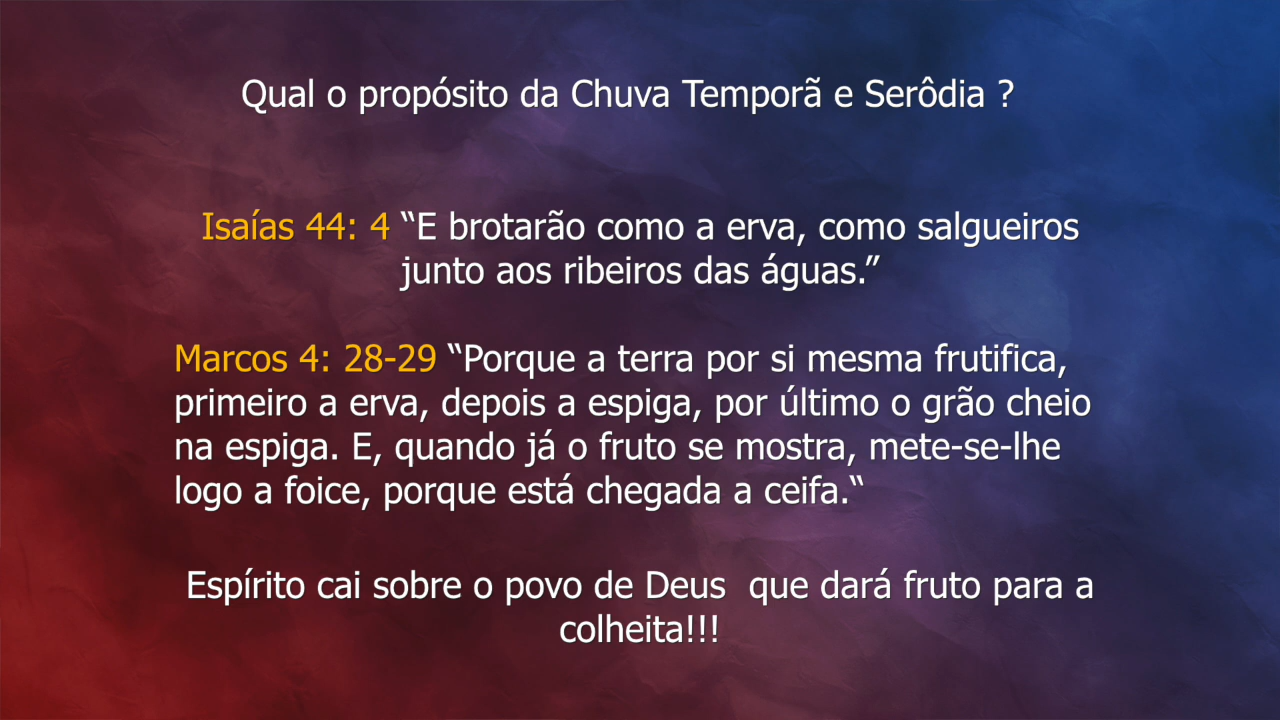 Qual o propósito da Chuva Temporã e Serôdia ?
Isaías 44: 4 “E brotarão como a erva, como salgueiros
junto aos ribeiros das águas.”
Marcos 4: 28-29 “Porque a terra por si mesma frutifica,
primeiro a erva, depois a espiga, por último o grão cheio
na espiga. E, quando já o fruto se mostra, mete-se-lhe
logo a foice, porque está chegada a ceifa.“
Espírito cai sobre o povo de Deus  que dará fruto para a
colheita!!!